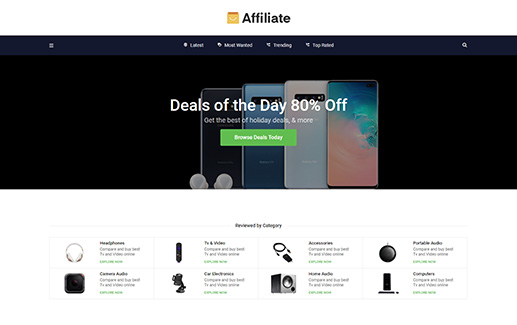 Affiliate
Latest
Most Wanted
Trending
Top Rated
Deals of the Day 80% Off
Get the best of holiday deals, & more
Browse Deals Today
Reviewed by Category
Headphones
Compare and buy best
Tv and Video online
EXPLORE NOW
Tv & Video
Compare and buy best
Tv and Video online
EXPLORE NOW
Accessories
Compare and buy best
Tv and Video online
EXPLORE NOW
Portable Audio
Compare and buy best
Tv and Video online
EXPLORE NOW
Camera Audio
Compare and buy best
Tv and Video online
EXPLORE NOW
Car Electronics
Compare and buy best
Tv and Video online
EXPLORE NOW
Home Audio
Compare and buy best
Tv and Video online
EXPLORE NOW
Computers
Compare and buy best
Tv and Video online
EXPLORE NOW